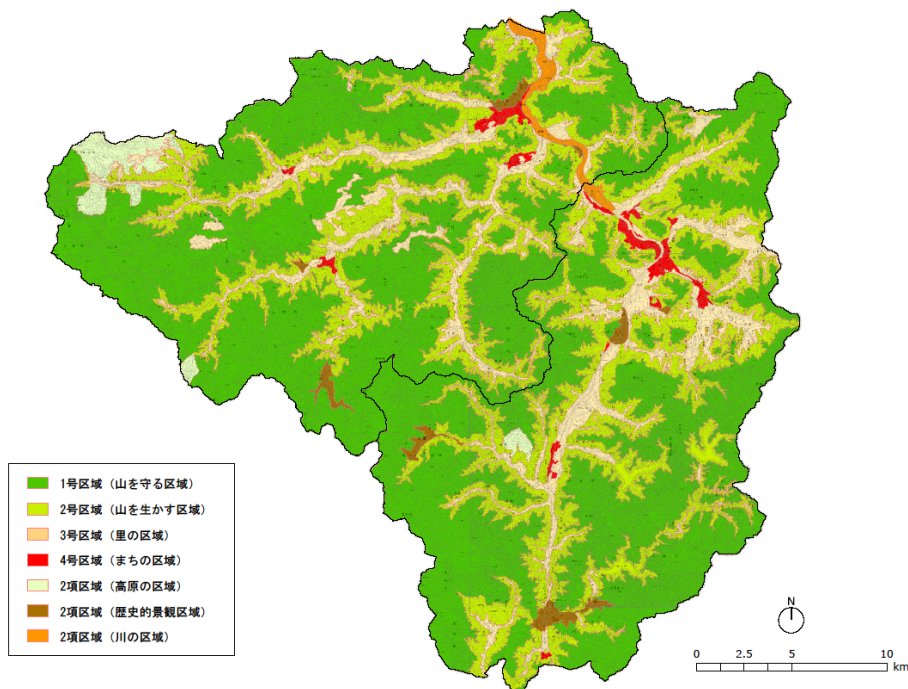 1号区域（山を守る区域）
2号区域（山を生かす区域）
3号区域（里の区域）
4号区域（まちの区域）
2項区域（高原の区域）
2項区域（歴史的景観区域）
2項区域（川の区域）
N
0 2.5 5 10
km